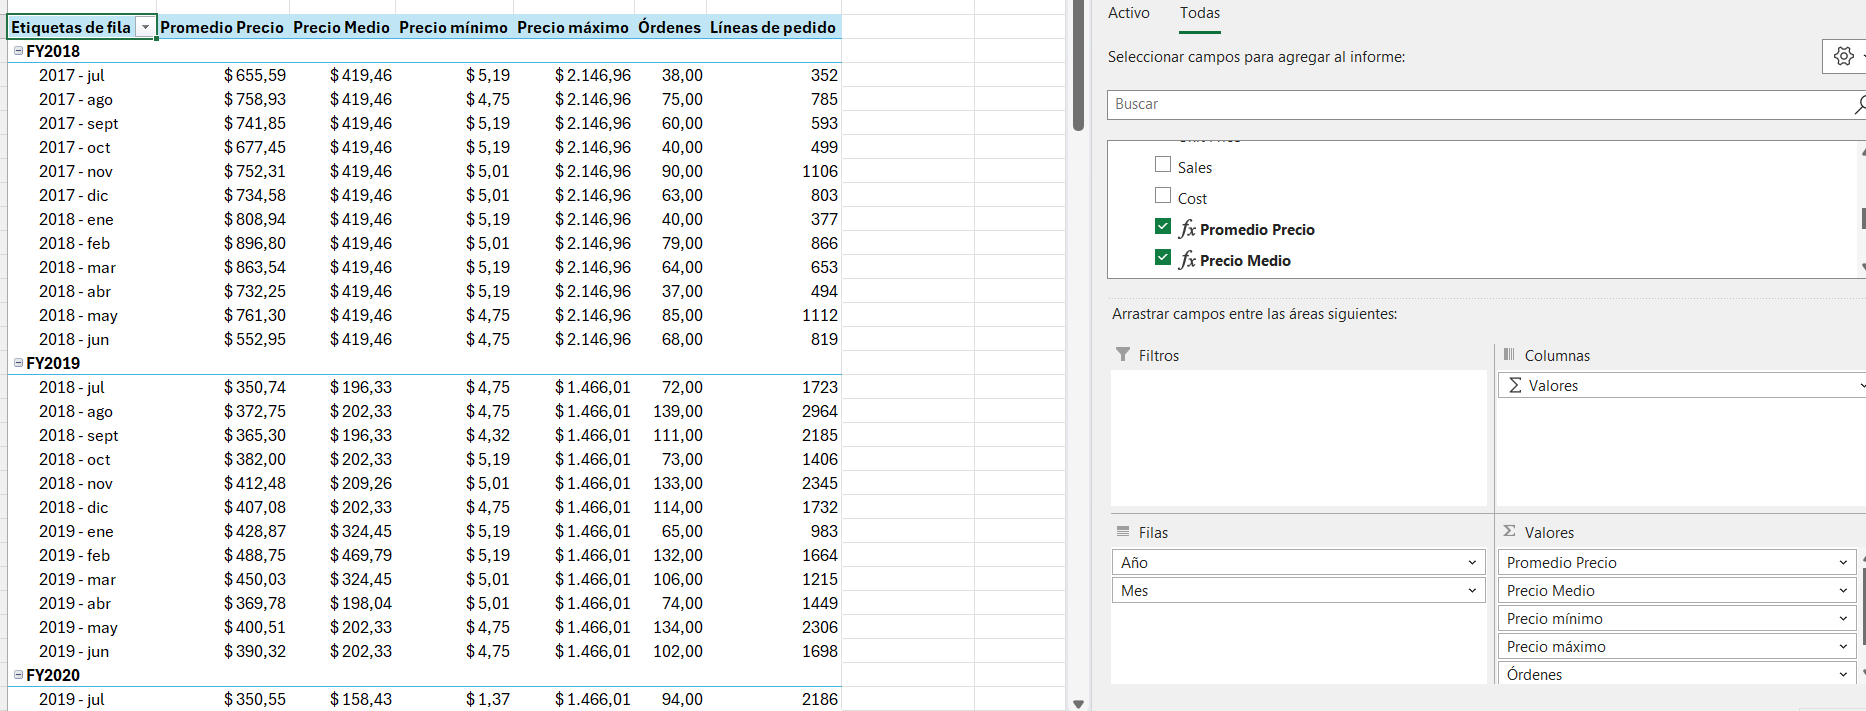 Etiquetas de fila Promedio Precio Precio Medio Precio mínimo Precio máximo Órdenes Líneas de pedido
FY2018
2017 - jul $ 655,59 $ 419,46 $ 5,19 $ 2.146,96 38,00 352
2017 - ago $ 758,93 $ 419,46 $ 4,75 $ 2.146,96 75,00 785
2017 - sept $ 741,85 $ 419,46 $ 5,19 $ 2.146,96 60,00 593
2017 - oct $ 677,45 $ 419,46 $ 5,19 $ 2.146,96 40,00 499
2017 - nov $ 752,31 $ 419,46 $ 5,01 $ 2.146,96 90,00 1106
2017 - dic $ 734,58 $ 419,46 $ 5,01 $ 2.146,96 63,00 803
2018 - ene $ 808,94 $ 419,46 $ 5,19 $ 2.146,96 40,00 377
2018 - feb $ 896,80 $ 419,46 $ 5,01 $ 2.146,96 79,00 866
2018 - mar $ 863,54 $ 419,46 $ 5,19 $ 2.146,96 64,00 653
2018 - abr $ 732,25 $ 419,46 $ 5,19 $ 2.146,96 37,00 494
2018 - may $ 761,30 $ 419,46 $ 4,75 $ 2.146,96 85,00 1112
2018 - jun $ 552,95 $ 419,46 $ 4,75 $ 2.146,96 68,00 819
FY2019
2018 - jul $ 350,74 $ 196,33 $ 4,75 $ 1.466,01 72,00 1723
2018 - ago $ 372,75 $ 202,33 $ 4,75 $ 1.466,01 139,00 2964
2018 - sept $ 365,30 $ 196,33 $ 4,32 $ 1.466,01 111,00 2185
2018 - oct $ 382,00 $ 202,33 $ 5,19 $ 1.466,01 73,00 1406
2018 - nov $ 412,48 $ 209,26 $ 5,01 $ 1.466,01 133,00 2345
2018 - dic $ 407,08 $ 202,33 $ 4,75 $ 1.466,01 114,00 1732
2019 - ene $ 428,87 $ 324,45 $ 5,19 $ 1.466,01 65,00 983
2019 - feb $ 488,75 $ 469,79 $ 5,19 $ 1.466,01 132,00 1664
2019 - mar $ 450,03 $ 324,45 $ 5,01 $ 1.466,01 106,00 1215
2019 - abr $ 369,78 $ 198,04 $ 5,01 $ 1.466,01 74,00 1449
2019 - may $ 400,51 $ 202,33 $ 4,75 $ 1.466,01 134,00 2306
2019 - jun $ 390,32 $ 202,33 $ 4,75 $ 1.466,01 102,00 1698
FY2020
2019 - jul $ 350,55 $ 158,43 $ 1,37 $ 1.466,01 94,00 2186
Activo Todas
Seleccionar campos para agregar al informe:
Buscar
Sales
Cost
fx Promedio Precio
fx Precio Medio
Arrastrar campos entre las áreas siguientes:
Filtros
Columnas
Σ Valores
Filas
Año
Mes
Σ Valores
Promedio Precio
Precio Medio
Precio mínimo
Precio máximo
Órdenes